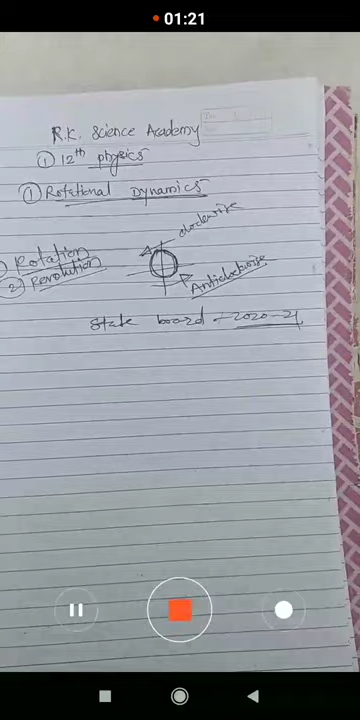 01:21
R.K. Science Academy
① 12th physics
① Rotational Dynamics
clockwise
1) Rotation
2) Revolution
Anticlockwise
State board - 2020-21.